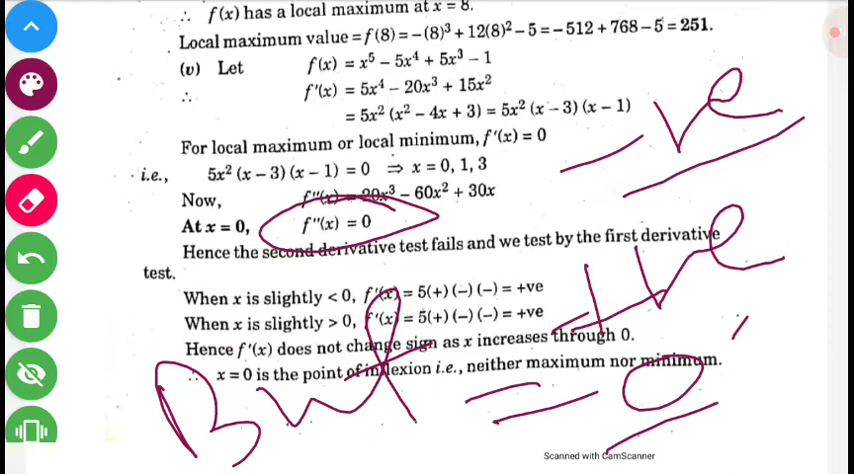 ∴ f(x) has a local maximum at x = 8.
Local maximum value = f(8) = −(8)³ + 12(8)² − 5 = −512 + 768 − 5 = 251.
(v) Let f(x) = x⁵ − 5x⁴ + 5x³ − 1
∴ f'(x) = 5x⁴ − 20x³ + 15x²
= 5x² (x² − 4x + 3) = 5x² (x − 3) (x − 1)
− ve
For local maximum or local minimum, f'(x) = 0
i.e., 5x² (x − 3) (x − 1) = 0 ⇒ x = 0, 1, 3
Now, f''(x) = 20x³ − 60x² + 30x
At x = 0, f''(x) = 0
Hence the second derivative test fails and we test by the first derivative
test.
+ve
When x is slightly < 0, f'(x) = 5(+) (−) (−) = +ve
When x is slightly > 0, f'(x) = 5(+) (−) (−) = +ve
Hence f'(x) does not change sign as x increases through 0.
∴ x = 0 is the point of inflexion i.e., neither maximum nor minimum.
= 0
Scanned with CamScanner